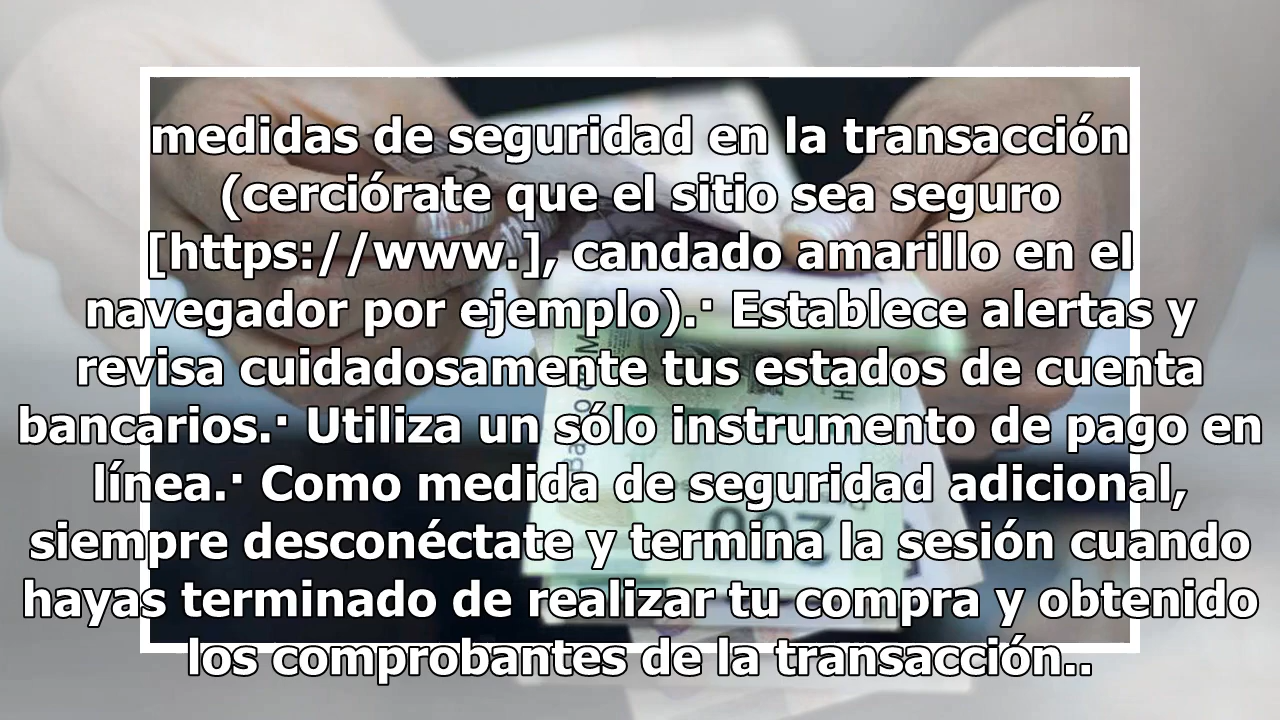 medidas de seguridad en la transacción
(cerciórate que el sitio sea seguro
[https://www.], candado amarillo en el
navegador por ejemplo).· Establece alertas y
revisa cuidadosamente tus estados de cuenta
bancarios.· Utiliza un sólo instrumento de pago en
línea.· Como medida de seguridad adicional,
siempre desconéctate y termina la sesión cuando
hayas terminado de realizar tu compra y obtenido
los comprobantes de la transacción..
200